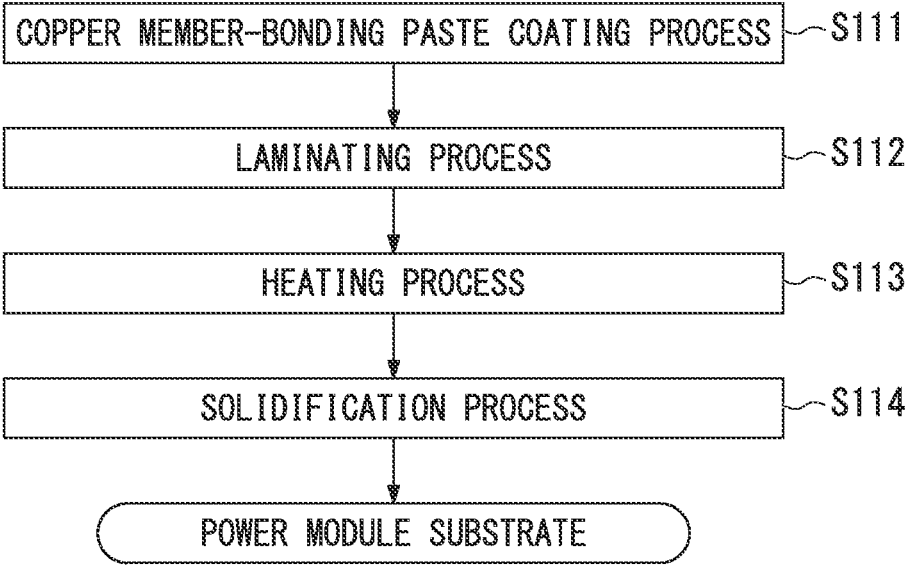 COPPER MEMBER-BONDING PASTE COATING PROCESS S111
LAMINATING PROCESS S112
HEATING PROCESS S113
SOLIDIFICATION PROCESS S114
POWER MODULE SUBSTRATE